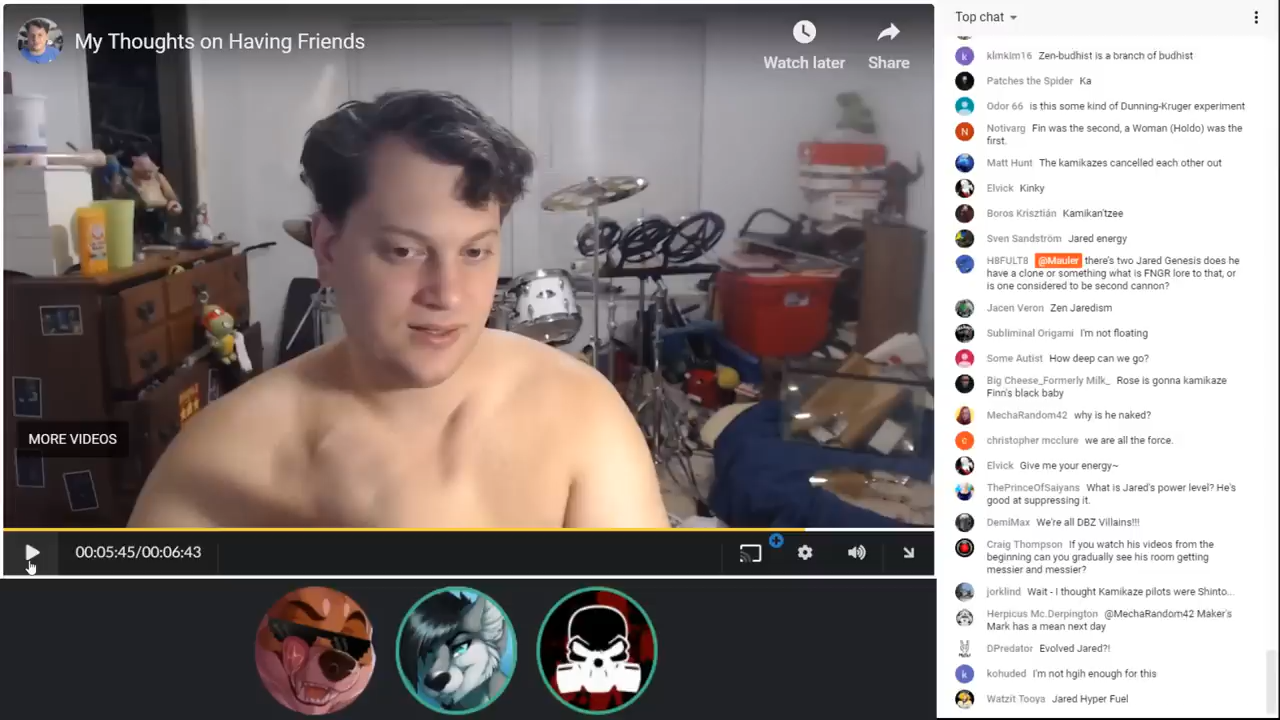 My Thoughts on Having Friends
Watch later
Share
MORE VIDEOS
00:05:45/00:06:43
Top chat
k
klmklm16 Zen-budhist is a branch of budhist
Patches the Spider Ka
Odor 66 is this some kind of Dunning-Kruger experiment
N
Notivarg Fin was the second, a Woman (Holdo) was the
first.
Matt Hunt The kamikazes cancelled each other out
Elvick Kinky
Boros Krisztián Kamikan'tzee
Sven Sandström Jared energy
H8FULT8 @Mauler there's two Jared Genesis does he
have a clone or something what is FNGR lore to that, or
is one considered to be second cannon?
Jacen Veron Zen Jaredism
Subliminal Origami I'm not floating
Some Autist How deep can we go?
Big Cheese_Formerly Milk_ Rose is gonna kamikaze
Finn's black baby
MechaRandom42 why is he naked?
c
christopher mcclure we are all the force.
Elvick Give me your energy~
ThePrinceOfSaiyans What is Jared's power level? He's
good at suppressing it.
DemiMax We're all DBZ Villains!!!
Craig Thompson If you watch his videos from the
beginning can you gradually see his room getting
messier and messier?
jorklind Wait - I thought Kamikaze pilots were Shinto...
Herpicus Mc.Derpington @MechaRandom42 Maker's
Mark has a mean next day
DPredator Evolved Jared?!
k
kohuded I'm not hgih enough for this
Watzit Tooya Jared Hyper Fuel